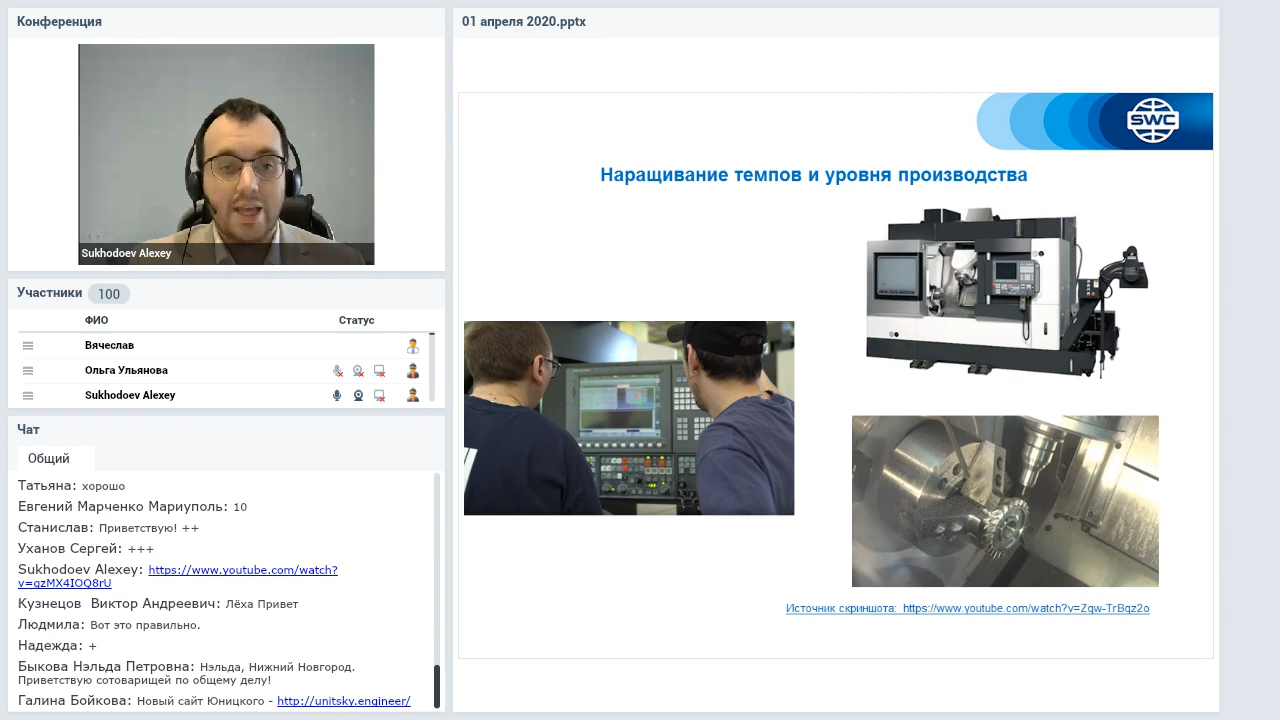 Конференция
Sukhodoev Alexey
Участники 100
ФИО Статус
Вячеслав
Ольга Ульянова
Sukhodoev Alexey
Чат
Общий
Татьяна: хорошо
Евгений Марченко Мариуполь: 10
Станислав: Приветствую! ++
Уханов Сергей: +++
Sukhodoev Alexey: https://www.youtube.com/watch?
v=gzMX4IOQ8rU
Кузнецов Виктор Андреевич: Лёха Привет
Людмила: Вот это правильно.
Надежда: +
Быкова Нэльда Петровна: Нэльда, Нижний Новгород.
Приветствую сотоварищей по общему делу!
Галина Бойкова: Новый сайт Юницкого - http://unitsky.engineer/
01 апреля 2020.pptx
SWC
Наращивание темпов и уровня производства
Источник скриншота: https://www.youtube.com/watch?v=Zqw-TrBqz2o